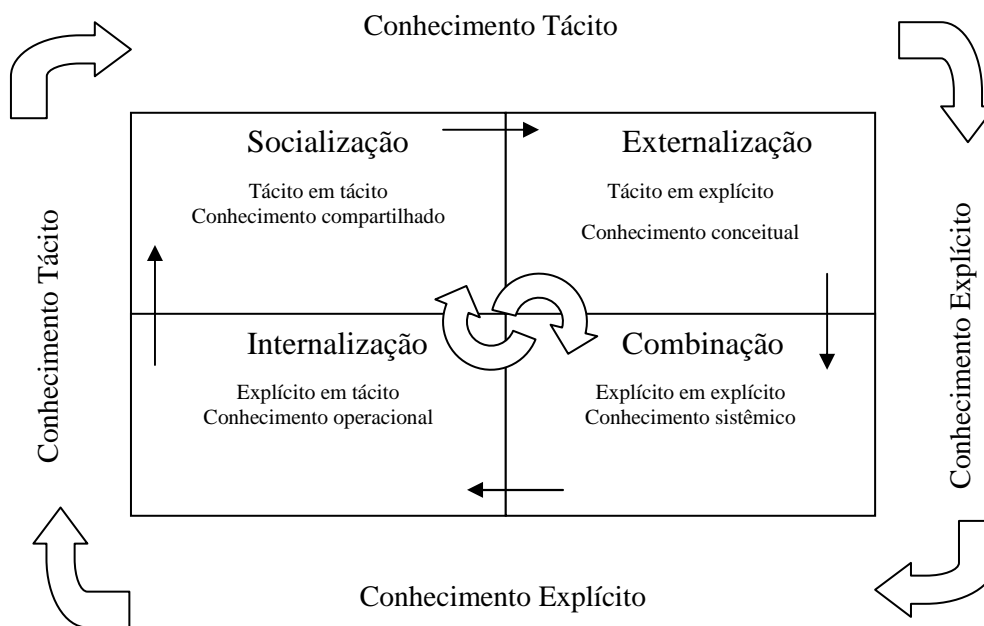 Conhecimento Tácito
Conhecimento Tácito
Socialização
Tácito em tácito
Conhecimento compartilhado
Externalização
Tácito em explícito
Conhecimento conceitual
Internalização
Explícito em tácito
Conhecimento operacional
Combinação
Explícito em explícito
Conhecimento sistêmico
Conhecimento Explícito
Conhecimento Explícito